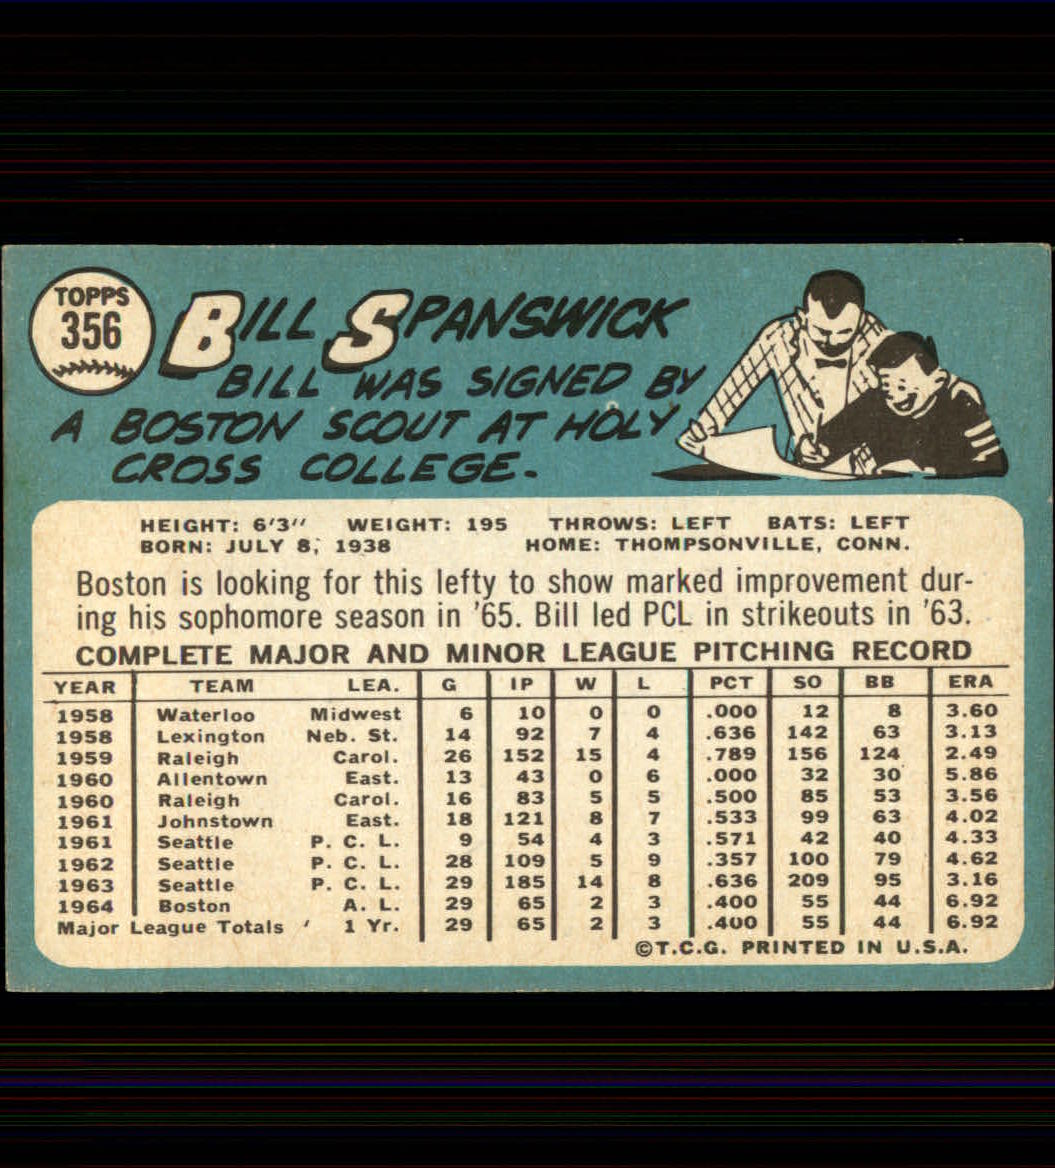 TOPPS
356
BILL SPANSWICK
BILL WAS SIGNED BY
A BOSTON SCOUT AT HOLY
CROSS COLLEGE.
HEIGHT: 6'3" WEIGHT: 195 THROWS: LEFT BATS: LEFT
BORN: JULY 8, 1938 HOME: THOMPSONVILLE, CONN.
Boston is looking for this lefty to show marked improvement dur-
ing his sophomore season in '65. Bill led PCL in strikeouts in '63.
COMPLETE MAJOR AND MINOR LEAGUE PITCHING RECORD
YEAR TEAM LEA. G IP W L PCT SO BB ERA
1958 Waterloo Midwest 6 10 0 0 .000 12 8 3.60
1958 Lexington Neb. St. 14 92 7 4 .636 142 63 3.13
1959 Raleigh Carol. 26 152 15 4 .789 156 124 2.49
1960 Allentown East. 13 43 0 6 .000 32 30 5.86
1960 Raleigh Carol. 16 83 5 5 .500 85 53 3.56
1961 Johnstown East. 18 121 8 7 .533 99 63 4.02
1961 Seattle P. C. L. 9 54 4 3 .571 42 40 4.33
1962 Seattle P. C. L. 28 109 5 9 .357 100 79 4.62
1963 Seattle P. C. L. 29 185 14 8 .636 209 95 3.16
1964 Boston A. L. 29 65 2 3 .400 55 44 6.92
Major League Totals 1 Yr. 29 65 2 3 .400 55 44 6.92
©T.C.G. PRINTED IN U.S.A.